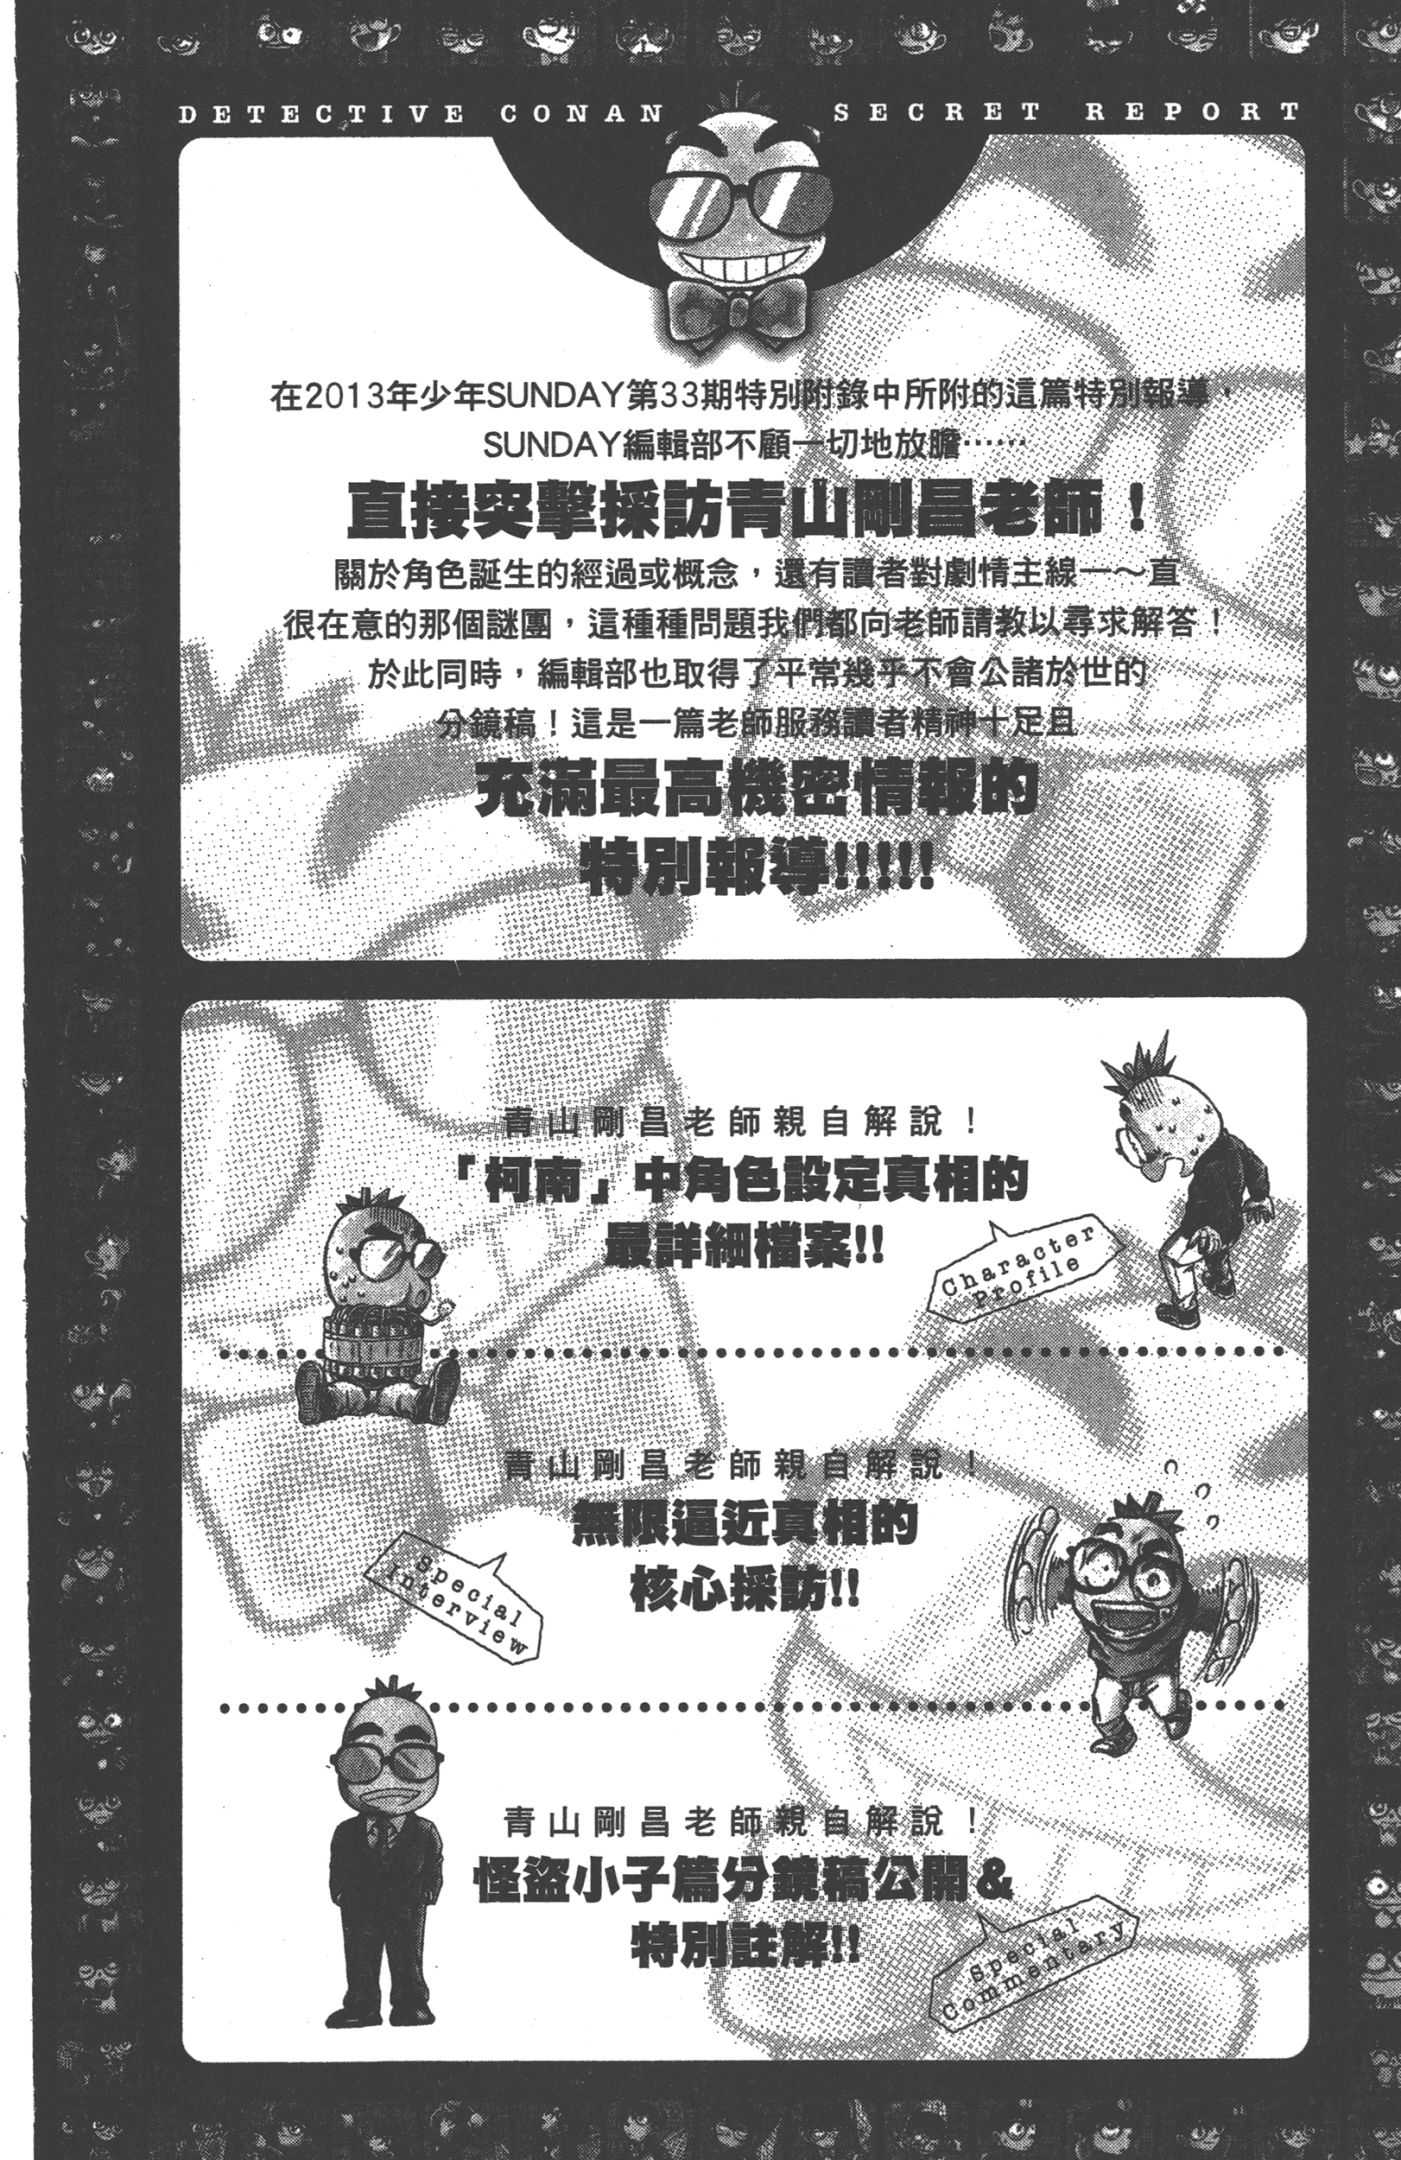 DETECTIVE CONAN SECRET REPORT
在2013年少年SUNDAY第33期特別附錄中所附的這篇特別報導，
SUNDAY編輯部不顧一切地放膽……
直接突擊採訪青山剛昌老師！
關於角色誕生的經過或概念，還有讀者對劇情主線一～直
很在意的那個謎團，這種種問題我們都向老師請教以尋求解答！
於此同時，編輯部也取得了平常幾乎不會公諸於世的
分鏡稿！這是一篇老師服務讀者精神十足且
充滿最高機密情報的
特別報導!!!!!
青山剛昌老師親自解說！
「柯南」中角色設定真相的
最詳細檔案!!
Character
Profile
青山剛昌老師親自解說！
無限逼近真相的
核心採訪!!
Special
Interview
青山剛昌老師親自解說！
怪盜小子篇分鏡稿公開＆
特別註解!!
Special
Commentary